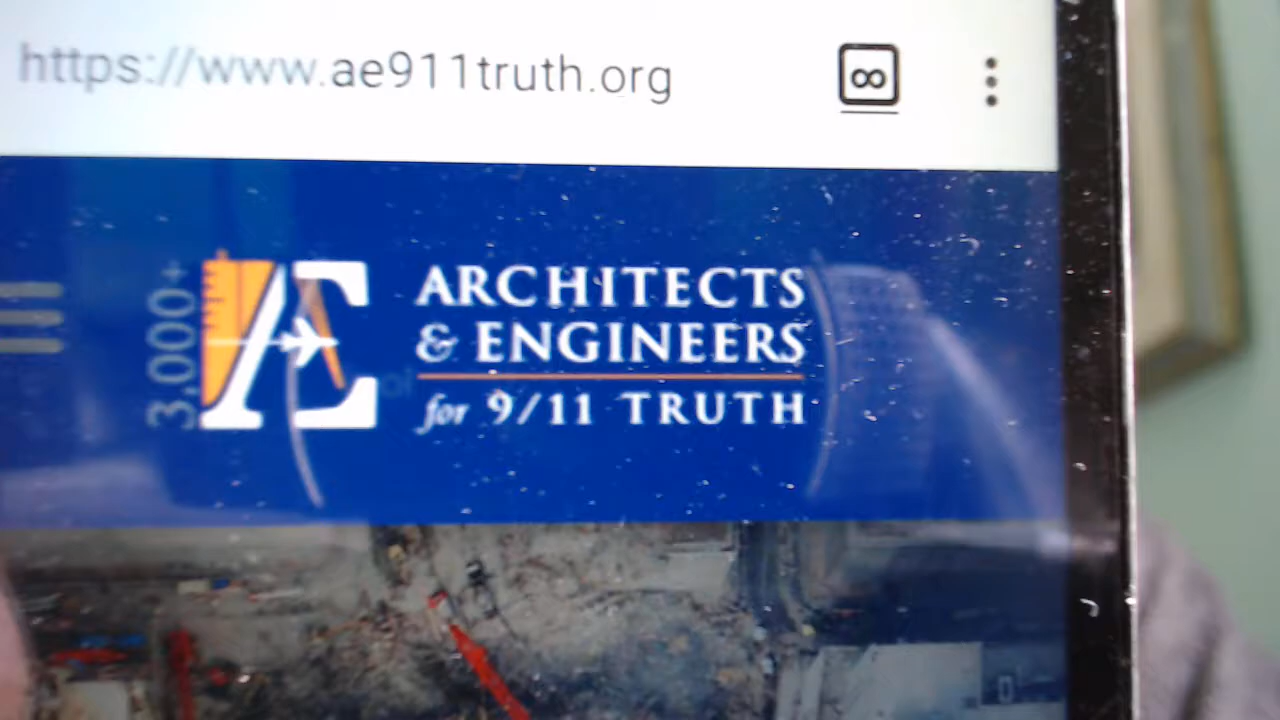 https://www.ae911truth.org
3,000+
Æ
ARCHITECTS
& ENGINEERS
for 9/11 TRUTH